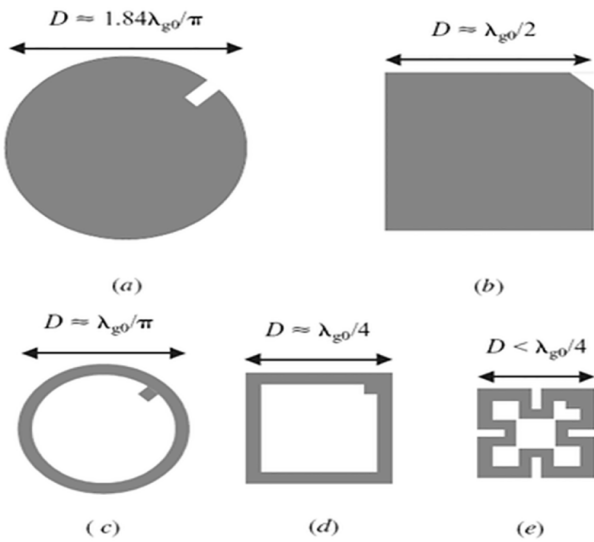 D ≈ 1.84λg0/π
D ≈ λg0/2
(a)
(b)
D ≈ λg0/π
D ≈ λg0/4
D < λg0/4
( c)
(d)
(e)